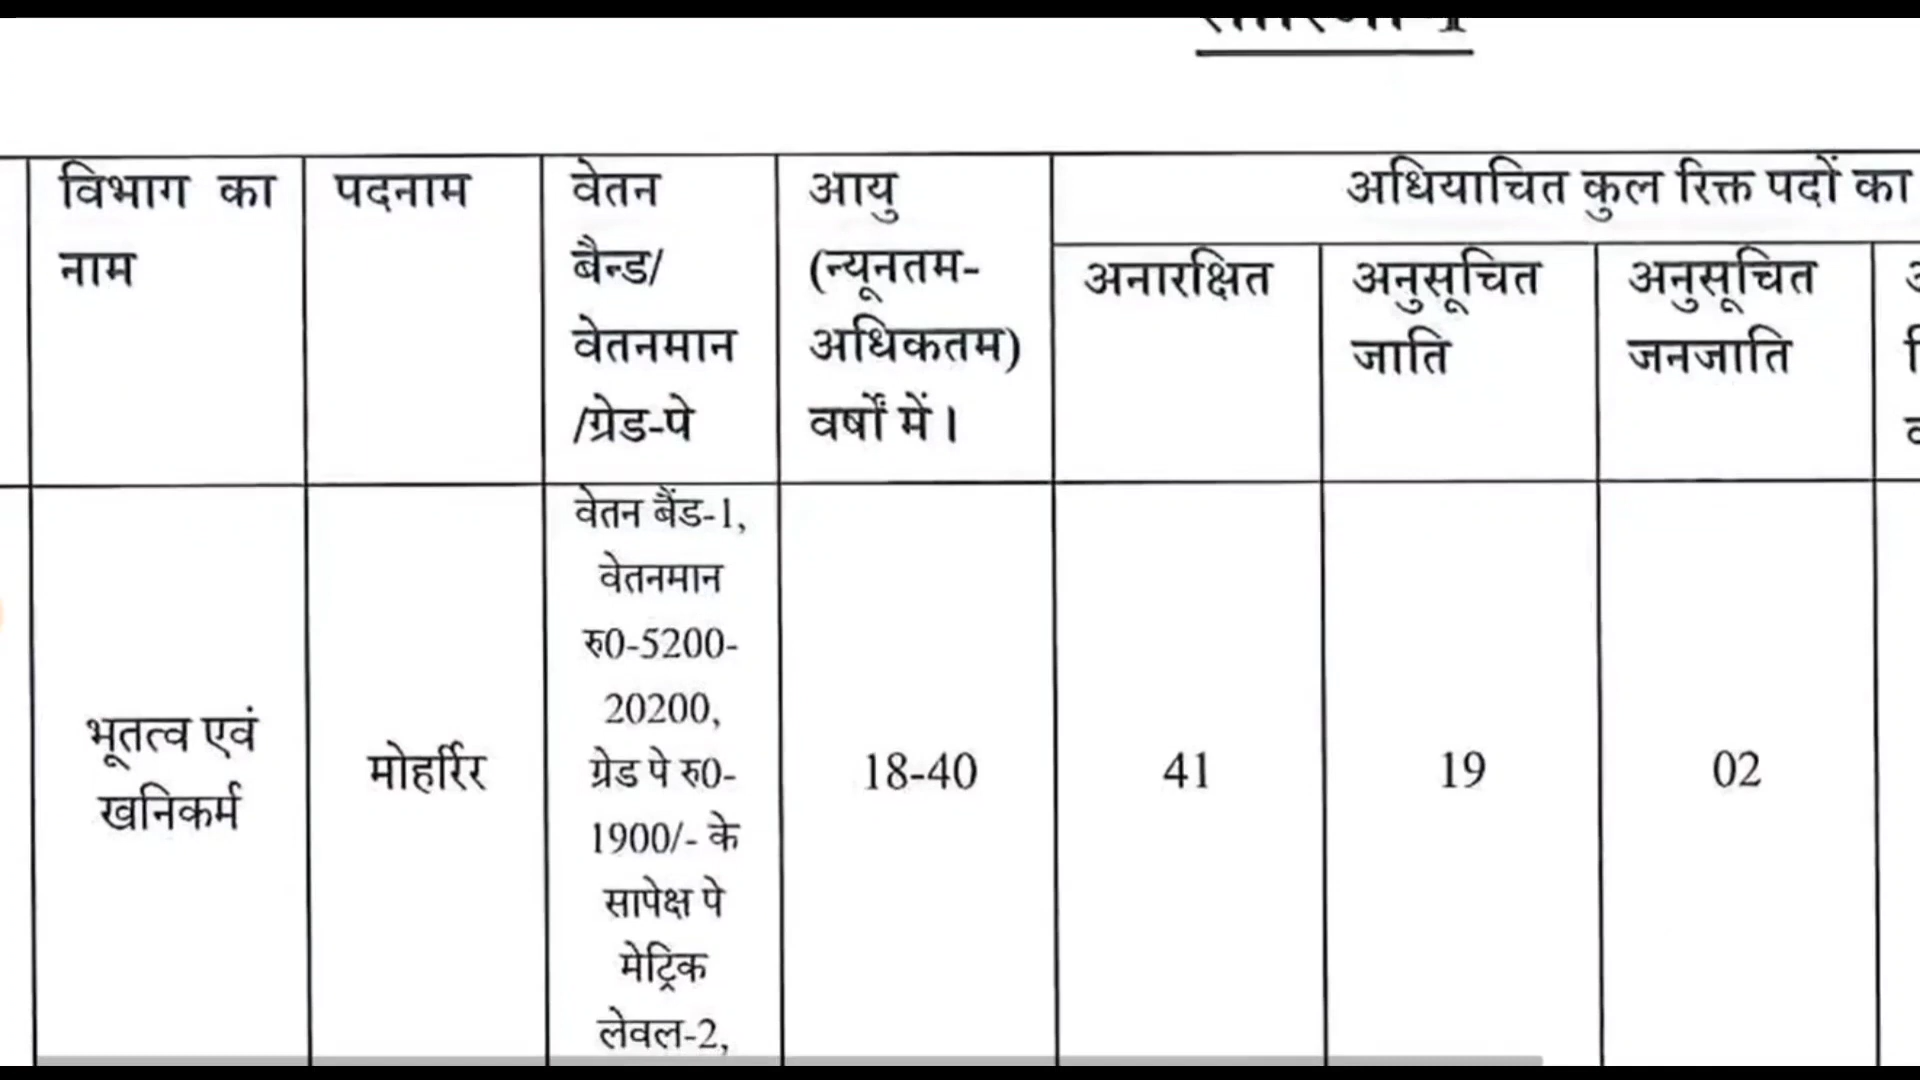 विभाग का
नाम
पदनाम
वेतन
बैन्ड/
वेतनमान
/ग्रेड-पे
आयु
(न्यूनतम-
अधिकतम)
वर्षों में।
अधियाचित कुल रिक्त पदों का
अनारक्षित
अनुसूचित
जाति
अनुसूचित
जनजाति
भूतत्व एवं
खनिकर्म
मोहर्रिर
वेतन बैंड-1,
वेतनमान
रु0-5200-
20200,
ग्रेड पे रु0-
1900/- के
सापेक्ष पे
मेट्रिक
लेवल-2,
18-40
41
19
02